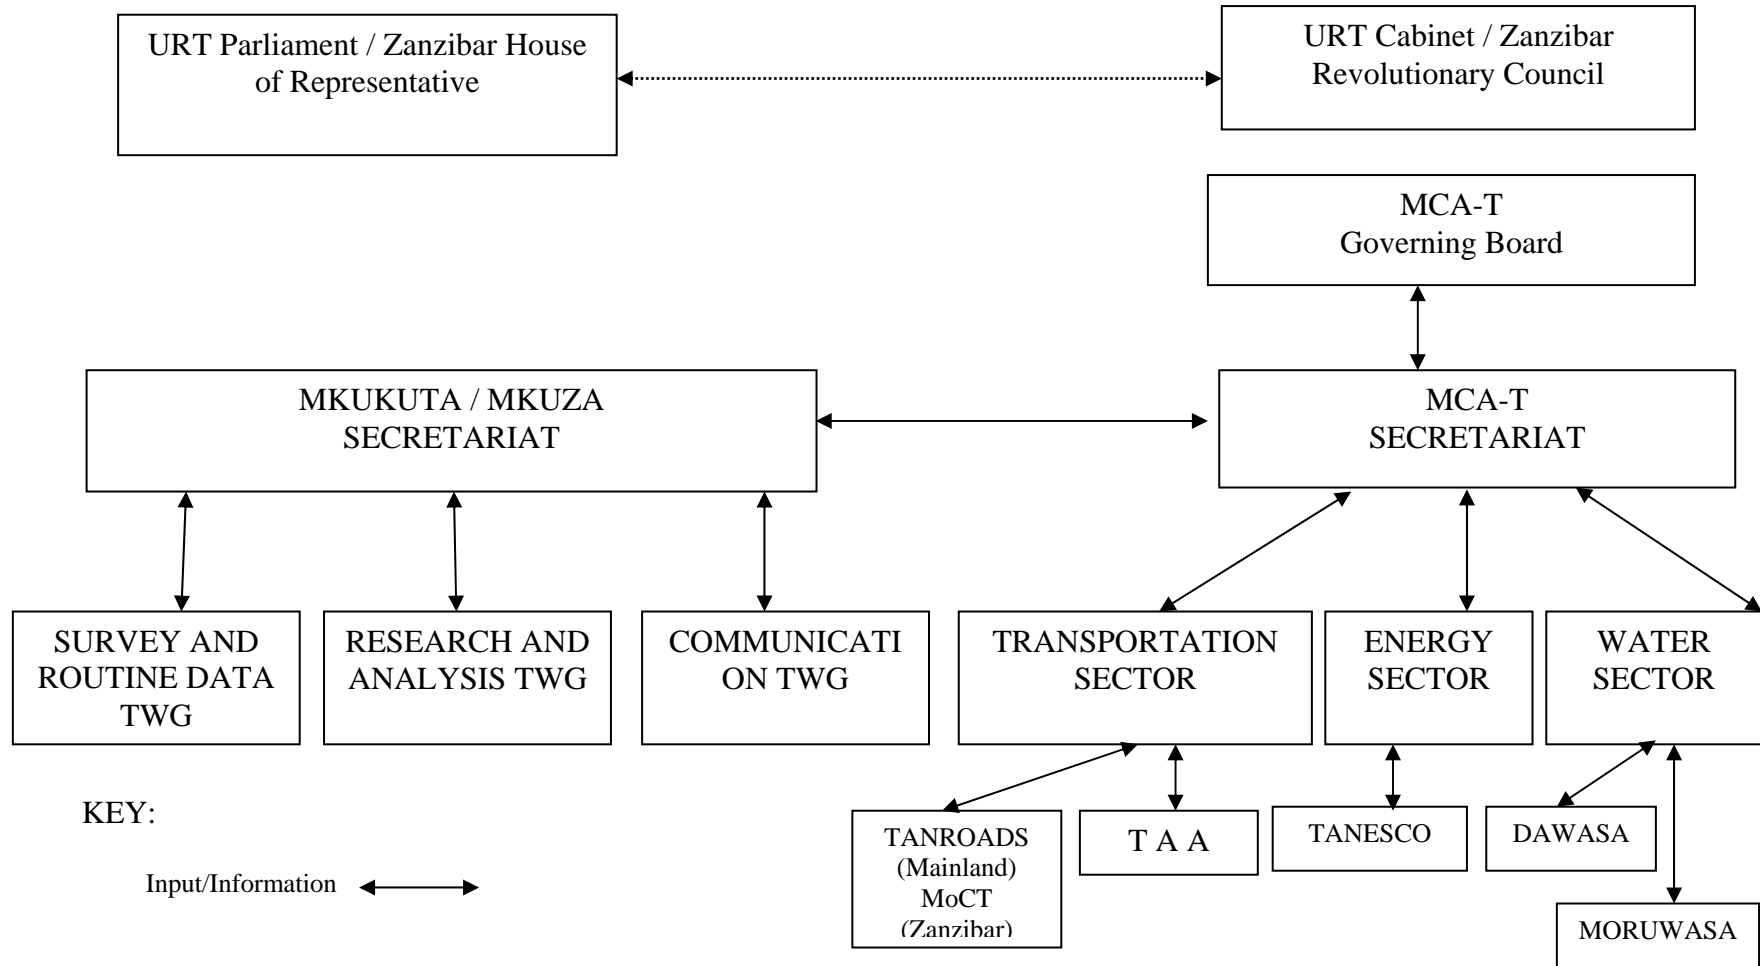 URT Parliament / Zanzibar House
of Representative
URT Cabinet / Zanzibar
Revolutionary Council
MCA-T
Governing Board
MKUKUTA / MKUZA
SECRETARIAT
MCA-T
SECRETARIAT
SURVEY AND
ROUTINE DATA
TWG
RESEARCH AND
ANALYSIS TWG
COMMUNICATI
ON TWG
TRANSPORTATION
SECTOR
ENERGY
SECTOR
WATER
SECTOR
KEY:
Input/Information
TANROADS
(Mainland)
MoCT
(Zanzibar)
T A A
TANESCO
DAWASA
MORUWASA